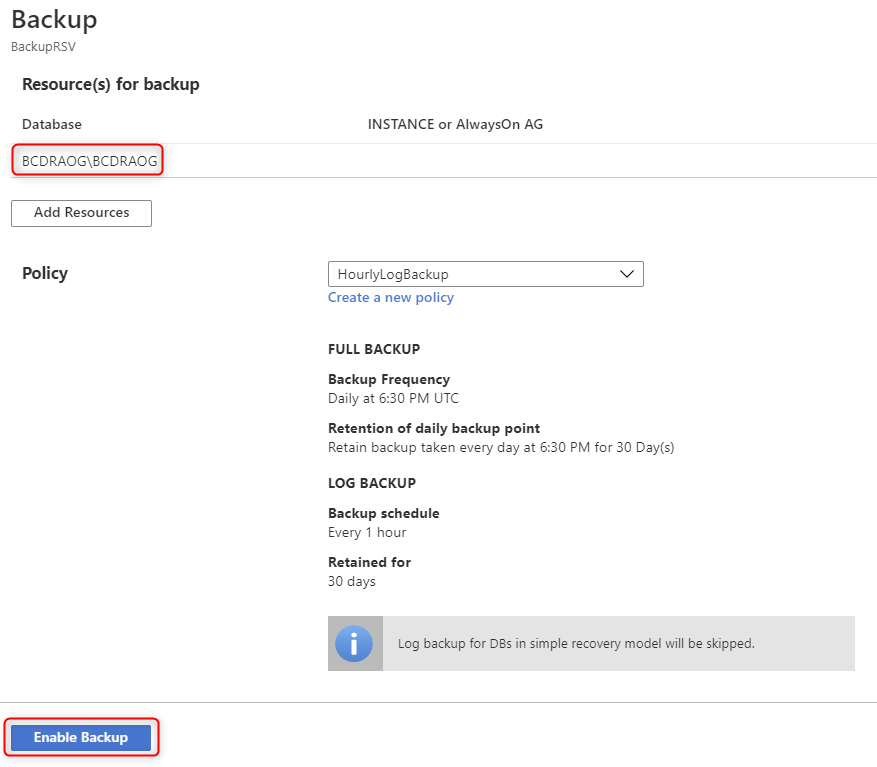 Backup
BackupRSV
Resource(s) for backup
Database INSTANCE or AlwaysOn AG
BCDRAOG\BCDRAOG
Add Resources
Policy HourlyLogBackup
Create a new policy
FULL BACKUP
Backup Frequency
Daily at 6:30 PM UTC
Retention of daily backup point
Retain backup taken every day at 6:30 PM for 30 Day(s)
LOG BACKUP
Backup schedule
Every 1 hour
Retained for
30 days
i Log backup for DBs in simple recovery model will be skipped.
Enable Backup